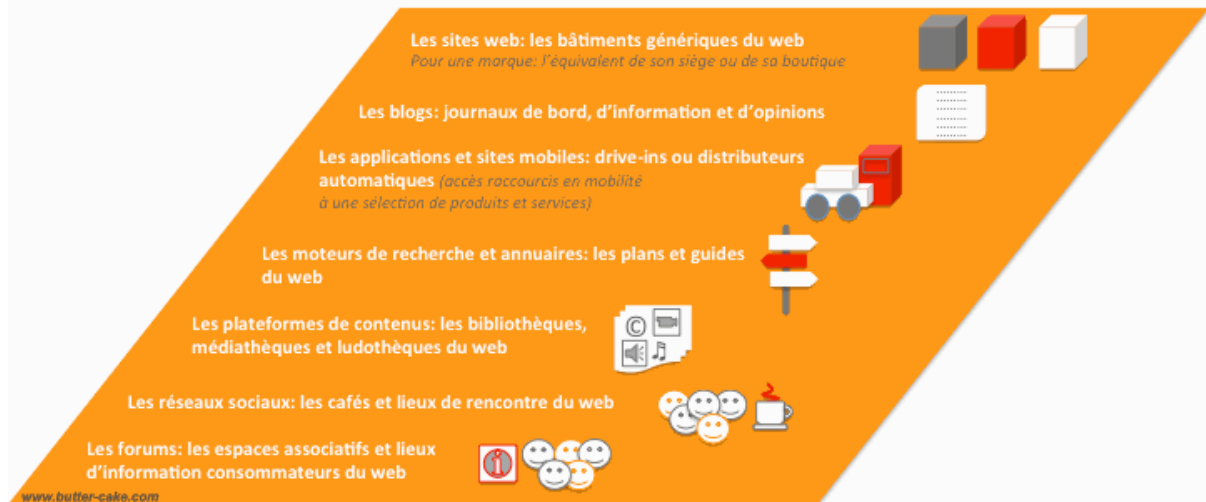 Les sites web: les bâtiments génériques du web
Pour une marque: l'équivalent de son siège ou de sa boutique
Les blogs: journaux de bord, d'information et d'opinions
Les applications et sites mobiles: drive-ins ou distributeurs
automatiques (accès raccourcis en mobilité
à une sélection de produits et services)
Les moteurs de recherche et annuaires: les plans et guides
du web
Les plateformes de contenus: les bibliothèques,
médiathèques et ludothèques du web
©
Les réseaux sociaux: les cafés et lieux de rencontre du web
Les forums: les espaces associatifs et lieux
d'information consommateurs du web
i
www.butter-cake.com